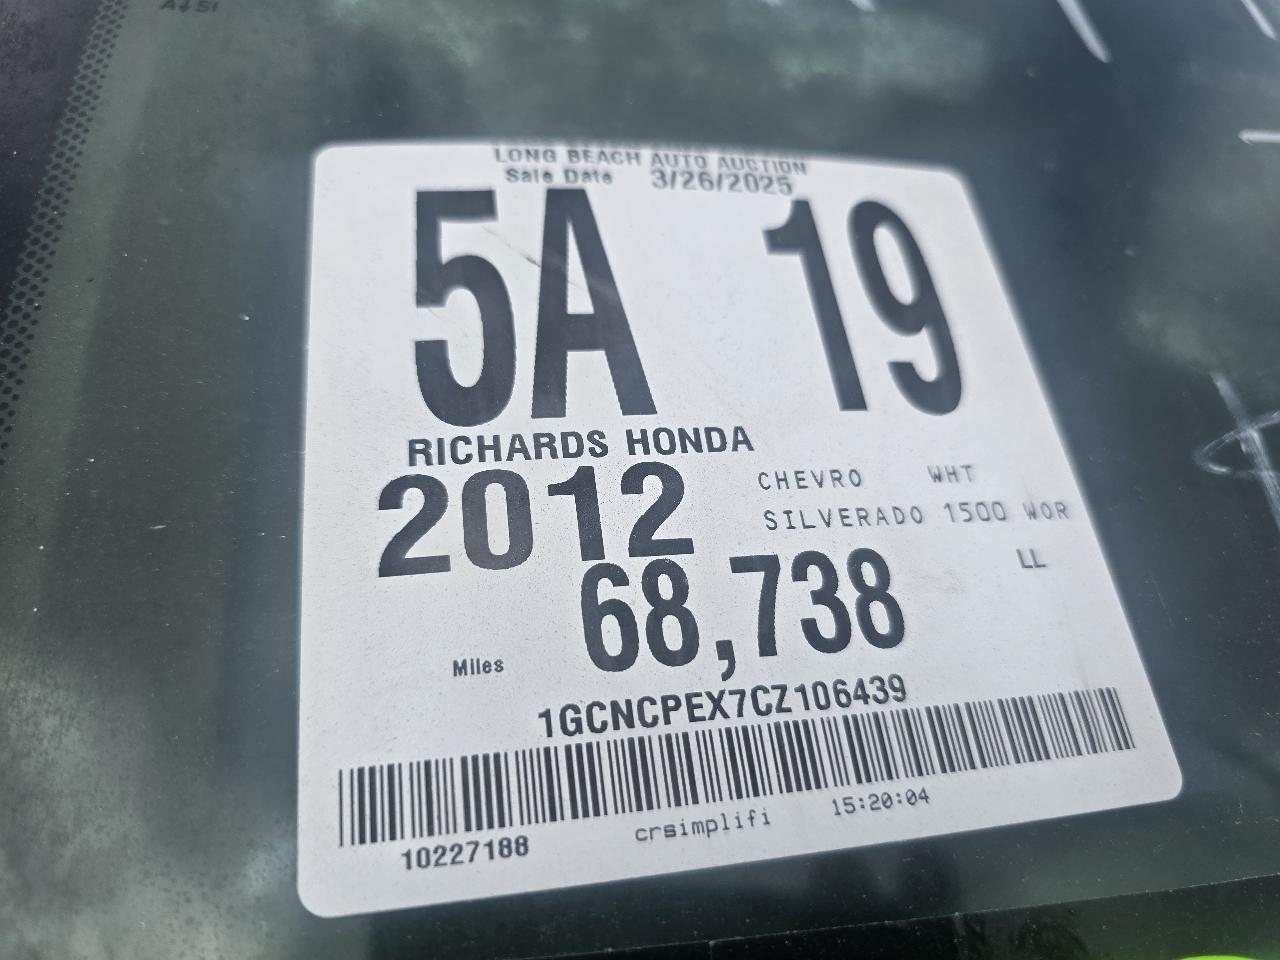 LONG BEACH AUTO AUCTION
Sale Date 3/26/2025
5A 19
RICHARDS HONDA
2012 CHEVRO WHT
SILVERADO 1500 WOR
LL
Miles 68,738
1GCNCPEX7CZ106439
10227188 crsimplifi 15:20:04